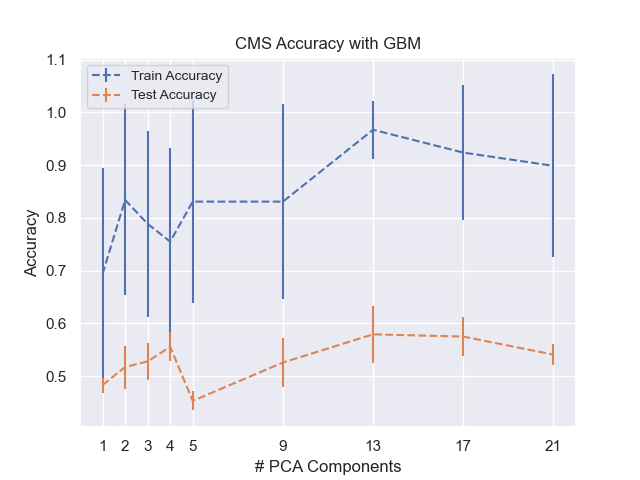 CMS Accuracy with GBM
Train Accuracy
Test Accuracy
Accuracy
1.1
1.0
0.9
0.8
0.7
0.6
0.5
1 2 3 4 5 9 13 17 21
# PCA Components